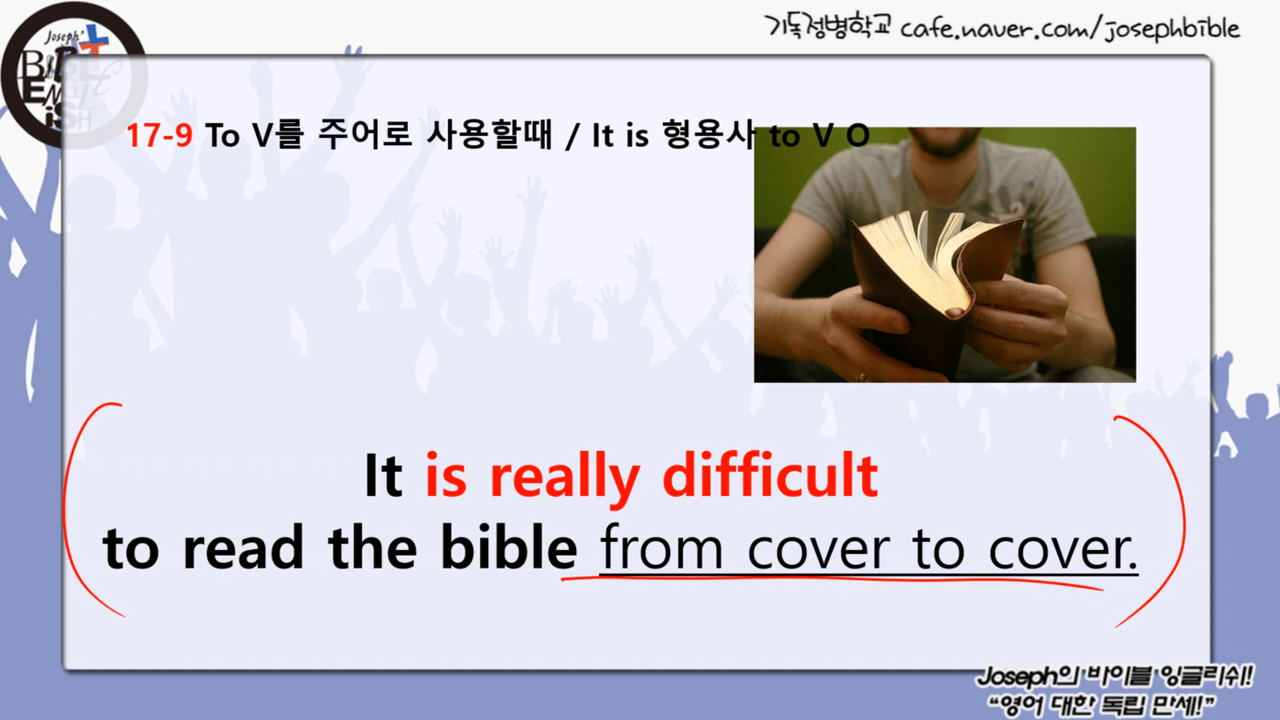 기독정병학교 cafe.naver.com/josephbible
Joseph'
BIBLE
ENGLISH
17-9 To V를 주어로 사용할때 / It is 형용사 to V O
It is really difficult
to read the bible from cover to cover.
Joseph의 바이블 잉글리쉬!
“영어 대한 독립 만세!”